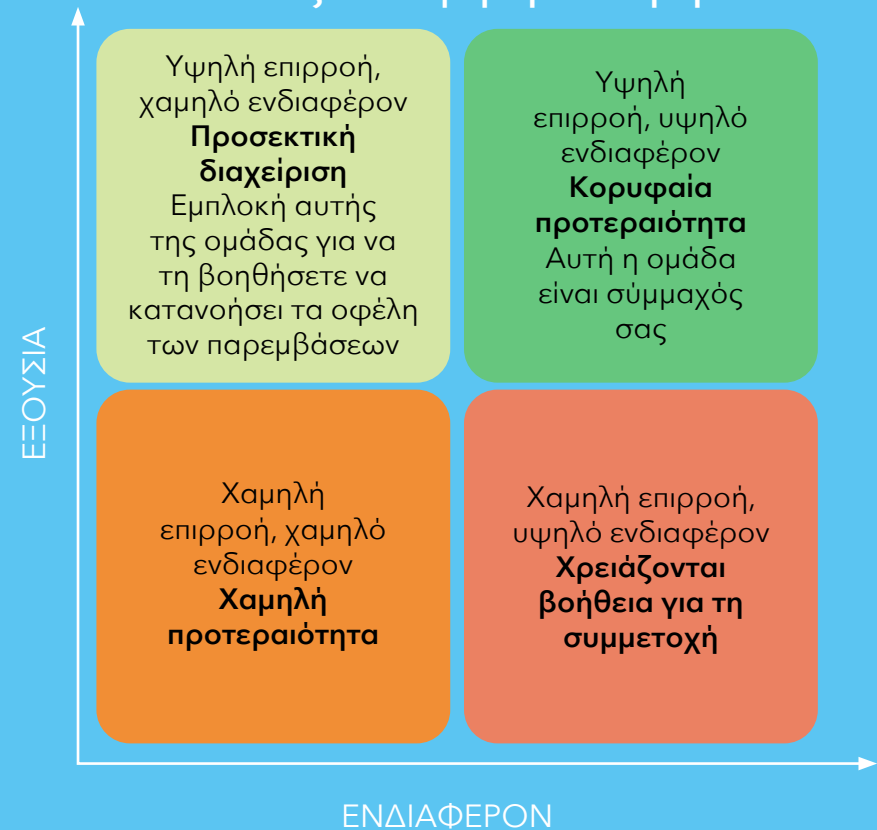 Υψηλή επιρροή,
χαμηλό ενδιαφέρον
Προσεκτική
διαχείριση
Εμπλοκή αυτής
της ομάδας για να
τη βοηθήσετε να
κατανοήσει τα οφέλη
των παρεμβάσεων
Υψηλή
επιρροή, υψηλό
ενδιαφέρον
Κορυφαία
προτεραιότητα
Αυτή η ομάδα
είναι σύμμαχός
σας
ΕΞΟΥΣΙΑ
Χαμηλή
επιρροή, χαμηλό
ενδιαφέρον
Χαμηλή
προτεραιότητα
Χαμηλή επιρροή,
υψηλό ενδιαφέρον
Χρειάζονται
βοήθεια για τη
συμμετοχή
ΕΝΔΙΑΦΕΡΟΝ